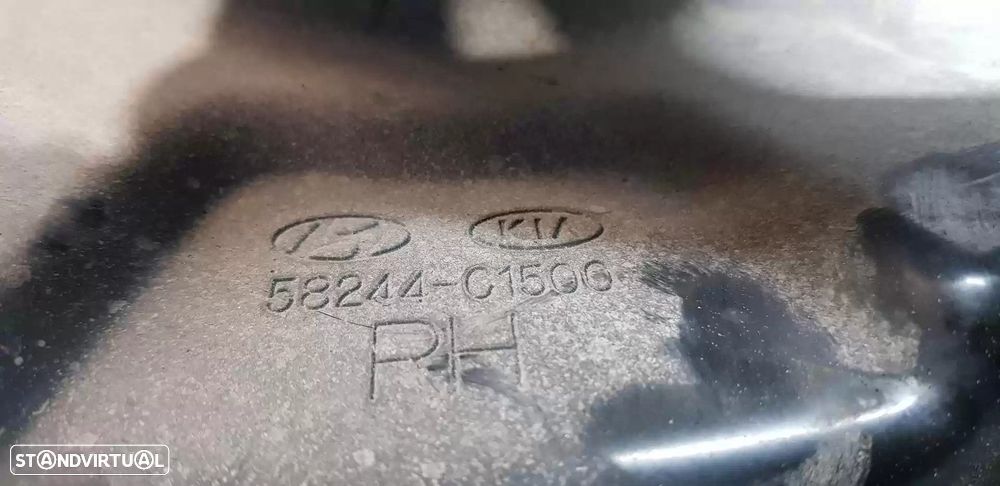 KIA
58244-C1500
RH
STANDVIRTUAL